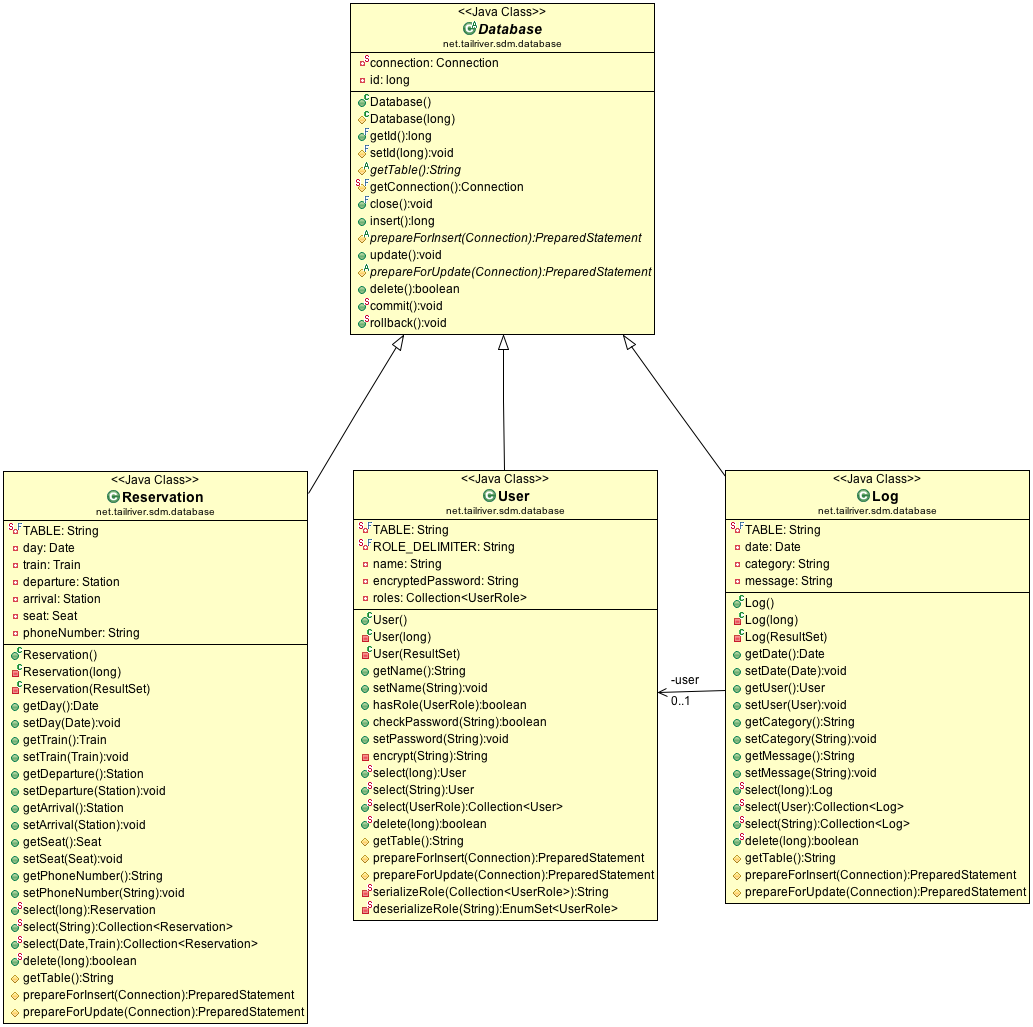 <<Java Class>>
Database
net.tailriver.sdm.database
connection: Connection
id: long
Database()
Database(long)
getId():long
setId(long):void
getTable():String
getConnection():Connection
close():void
insert():long
prepareForInsert(Connection):PreparedStatement
update():void
prepareForUpdate(Connection):PreparedStatement
delete():boolean
commit():void
rollback():void
<<Java Class>>
Reservation
net.tailriver.sdm.database
TABLE: String
day: Date
train: Train
departure: Station
arrival: Station
seat: Seat
phoneNumber: String
Reservation()
Reservation(long)
Reservation(ResultSet)
getDay():Date
setDay(Date):void
getTrain():Train
setTrain(Train):void
getDeparture():Station
setDeparture(Station):void
getArrival():Station
setArrival(Station):void
getSeat():Seat
setSeat(Seat):void
getPhoneNumber():String
setPhoneNumber(String):void
select(long):Reservation
select(String):Collection<Reservation>
select(Date,Train):Collection<Reservation>
delete(long):boolean
getTable():String
prepareForInsert(Connection):PreparedStatement
prepareForUpdate(Connection):PreparedStatement
<<Java Class>>
User
net.tailriver.sdm.database
TABLE: String
ROLE_DELIMITER: String
name: String
encryptedPassword: String
roles: Collection<UserRole>
User()
User(long)
User(ResultSet)
getName():String
setName(String):void
hasRole(UserRole):boolean
checkPassword(String):boolean
setPassword(String):void
encrypt(String):String
select(long):User
select(String):User
select(UserRole):Collection<User>
delete(long):boolean
getTable():String
prepareForInsert(Connection):PreparedStatement
prepareForUpdate(Connection):PreparedStatement
serializeRole(Collection<UserRole>):String
deserializeRole(String):EnumSet<UserRole>
-user
0..1
<<Java Class>>
Log
net.tailriver.sdm.database
TABLE: String
date: Date
category: String
message: String
Log()
Log(long)
Log(ResultSet)
getDate():Date
setDate(Date):void
getUser():User
setUser(User):void
getCategory():String
setCategory(String):void
getMessage():String
setMessage(String):void
select(long):Log
select(User):Collection<Log>
select(String):Collection<Log>
delete(long):boolean
getTable():String
prepareForInsert(Connection):PreparedStatement
prepareForUpdate(Connection):PreparedStatement